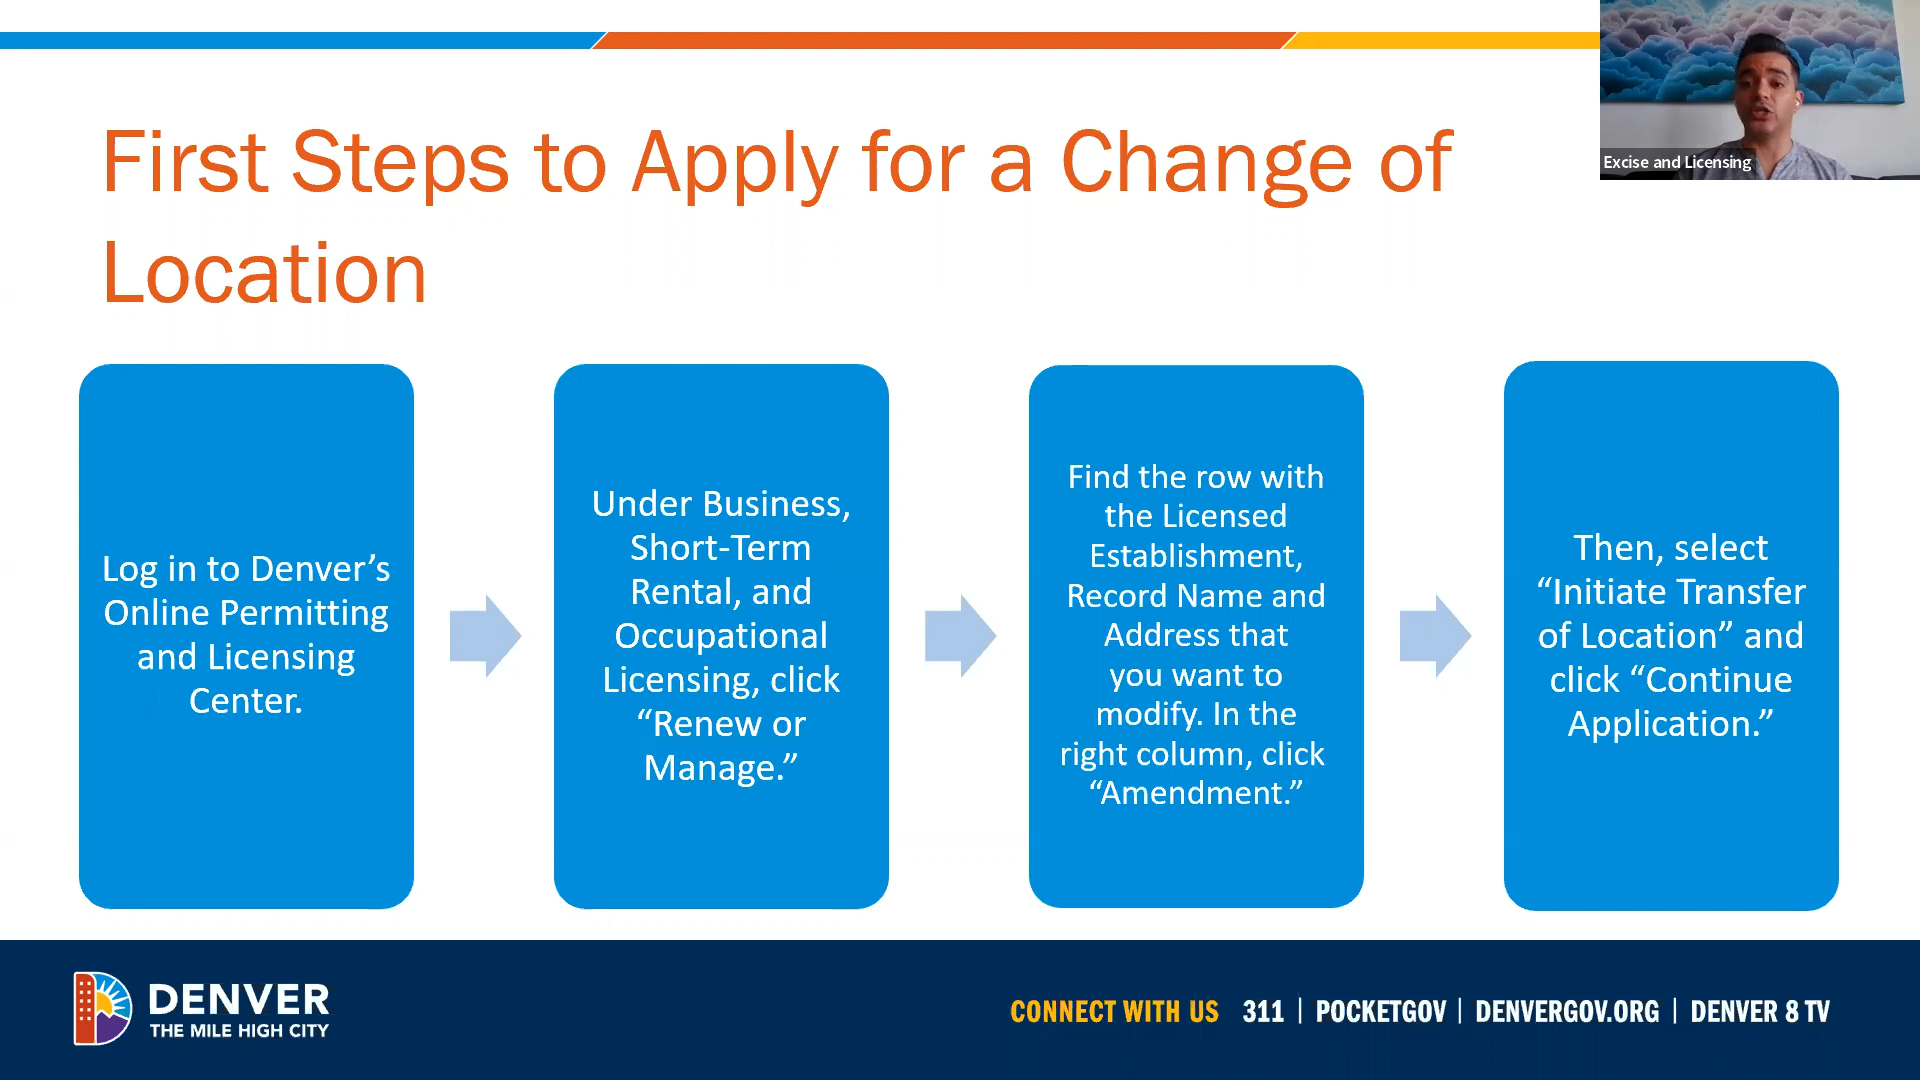 First Steps to Apply for a Change of
Location
Excise and Licensing
Log in to Denver’s
Online Permitting
and Licensing
Center.
Under Business,
Short-Term
Rental, and
Occupational
Licensing, click
“Renew or
Manage.”
Find the row with
the Licensed
Establishment,
Record Name and
Address that
you want to
modify. In the
right column, click
“Amendment.”
Then, select
“Initiate Transfer
of Location” and
click “Continue
Application.”
DENVER
THE MILE HIGH CITY
CONNECT WITH US 311 | POCKETGOV | DENVERGOV.ORG | DENVER 8 TV